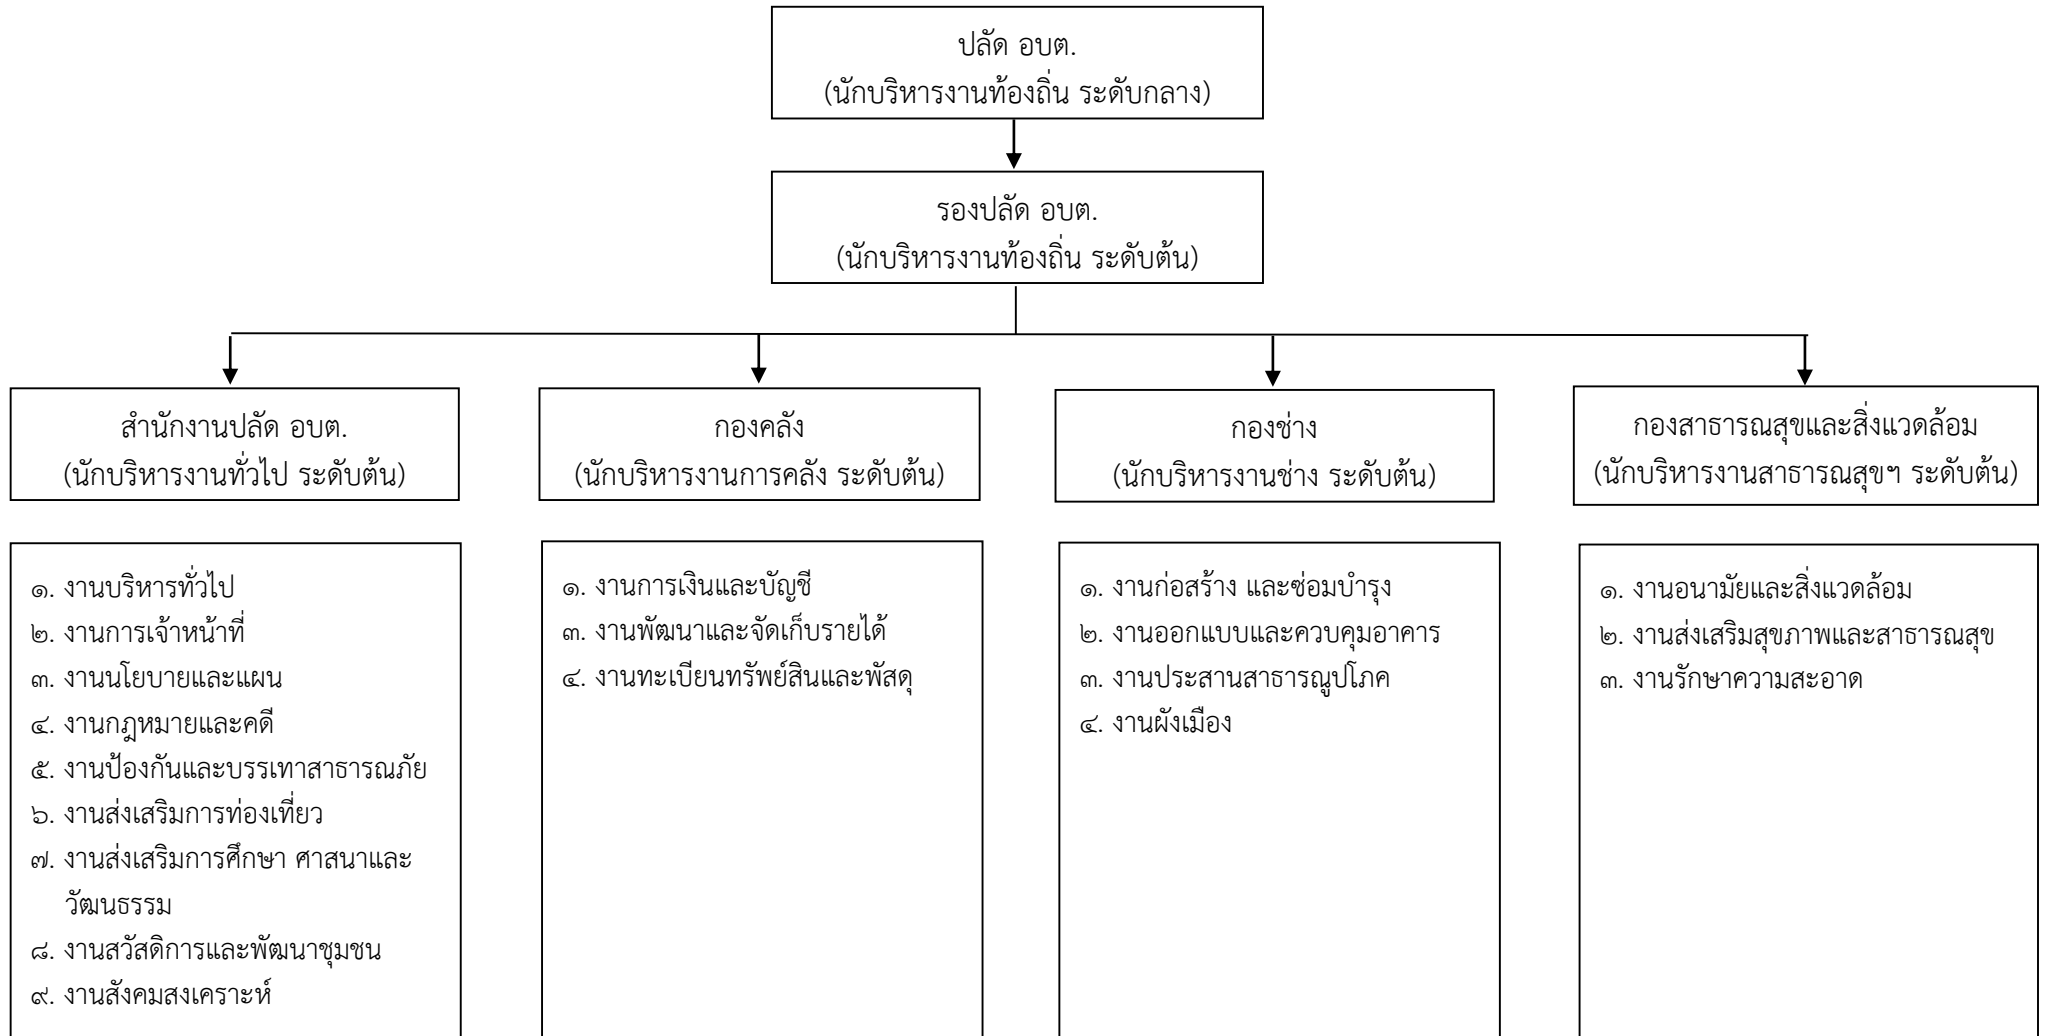 ปลัด อบต.
(นักบริหารงานท้องถิ่น ระดับกลาง)
รองปลัด อบต.
(นักบริหารงานท้องถิ่น ระดับต้น)
สำนักงานปลัด อบต.
(นักบริหารงานทั่วไป ระดับต้น)
กองคลัง
(นักบริหารงานการคลัง ระดับต้น)
กองช่าง
(นักบริหารงานช่าง ระดับต้น)
กองสาธารณสุขและสิ่งแวดล้อม
(นักบริหารงานสาธารณสุขฯ ระดับต้น)
๑. งานบริหารทั่วไป
๒. งานการเจ้าหน้าที่
๓. งานนโยบายและแผน
๔. งานกฎหมายและคดี
๕. งานป้องกันและบรรเทาสาธารณภัย
๖. งานส่งเสริมการท่องเที่ยว
๗. งานส่งเสริมการศึกษา ศาสนาและ
วัฒนธรรม
๘. งานสวัสดิการและพัฒนาชุมชน
๙. งานสังคมสงเคราะห์
๑. งานการเงินและบัญชี
๓. งานพัฒนาและจัดเก็บรายได้
๔. งานทะเบียนทรัพย์สินและพัสดุ
๑. งานก่อสร้าง และซ่อมบำรุง
๒. งานออกแบบและควบคุมอาคาร
๓. งานประสานสาธารณูปโภค
๔. งานผังเมือง
๑. งานอนามัยและสิ่งแวดล้อม
๒. งานส่งเสริมสุขภาพและสาธารณสุข
๓. งานรักษาความสะอาด